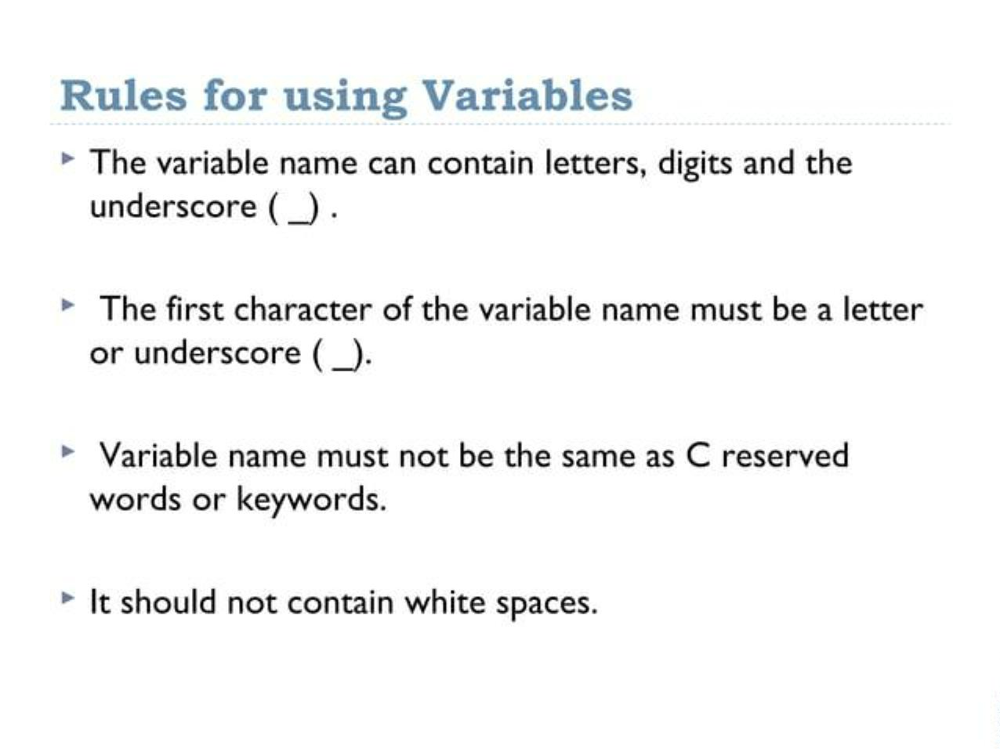 Rules for using Variables
The variable name can contain letters, digits and the
underscore ( _) .
The first character of the variable name must be a letter
or underscore ( _).
Variable name must not be the same as C reserved
words or keywords.
It should not contain white spaces.